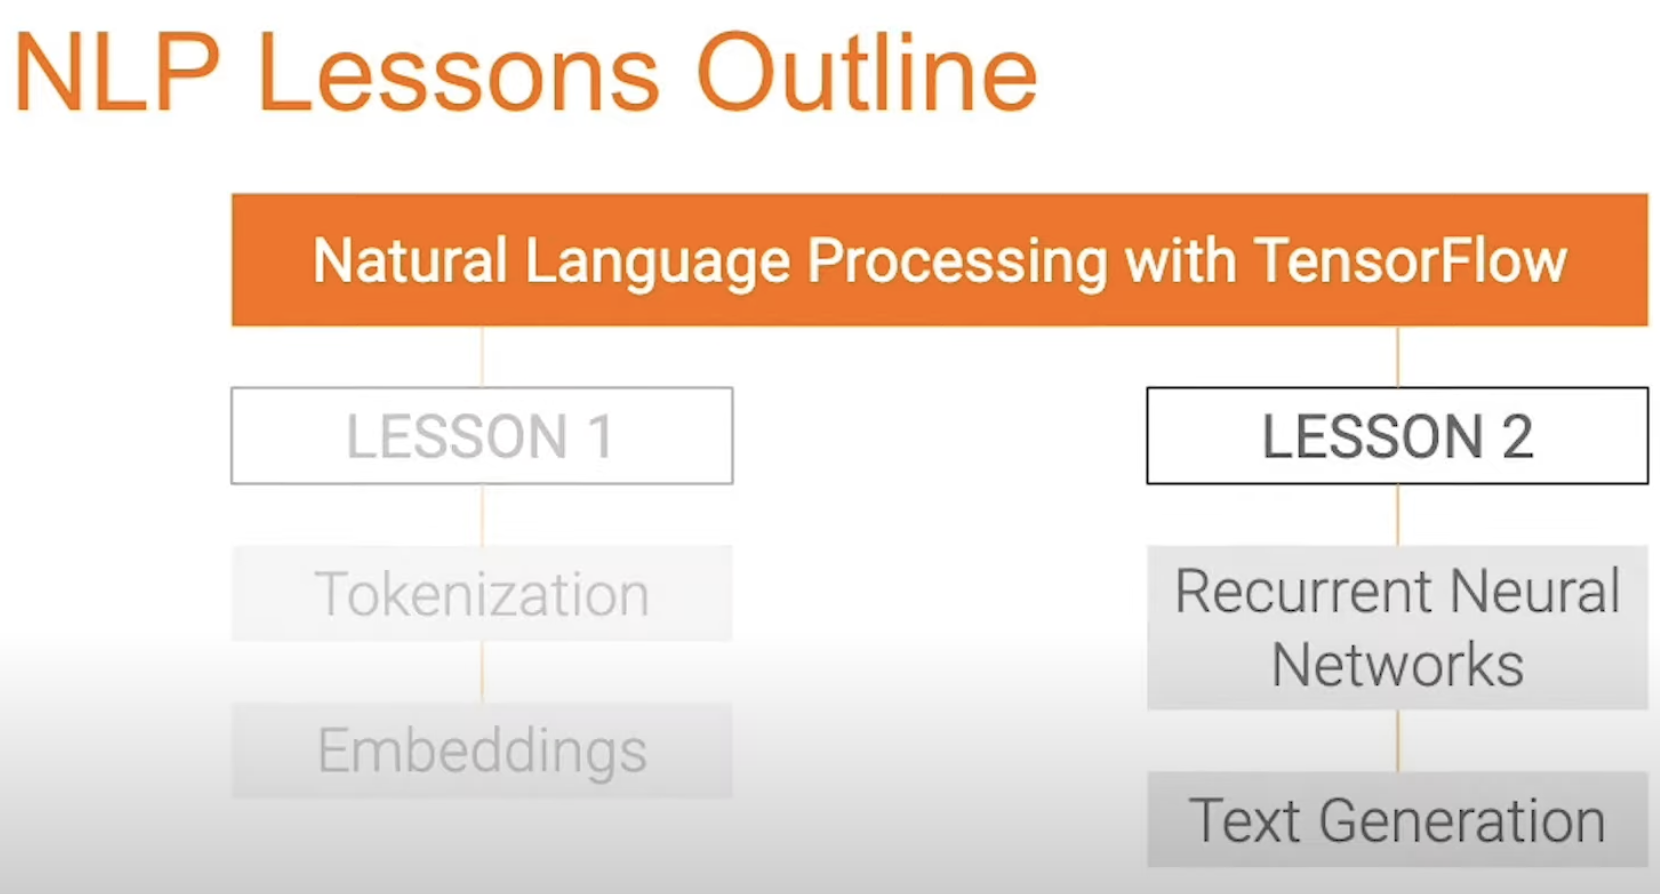 NLP Lessons Outline
Natural Language Processing with TensorFlow
LESSON 1
Tokenization
Embeddings
LESSON 2
Recurrent Neural
Networks
Text Generation